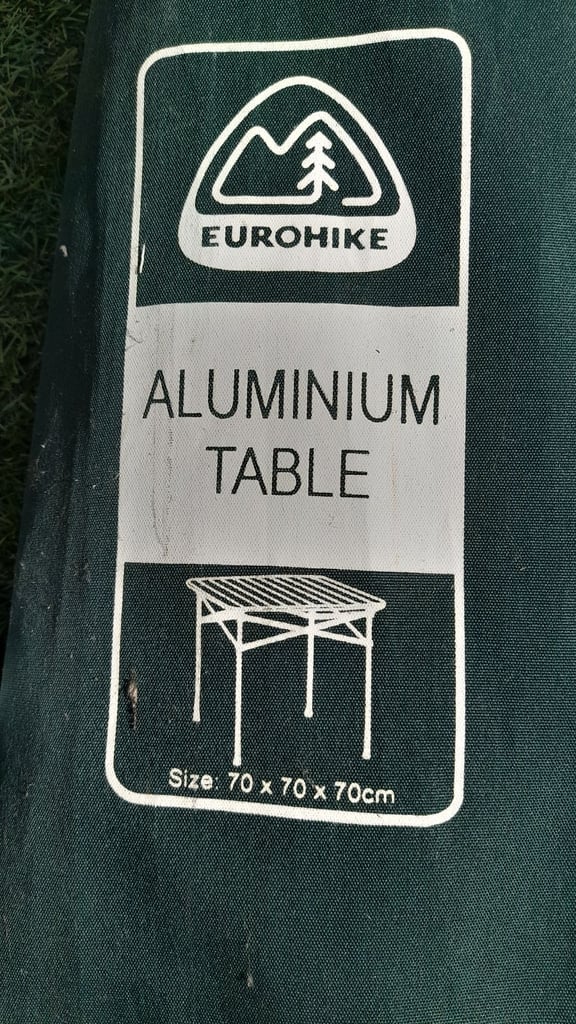 EUROHIKE
ALUMINIUM
TABLE
Size: 70 x 70 x 70cm